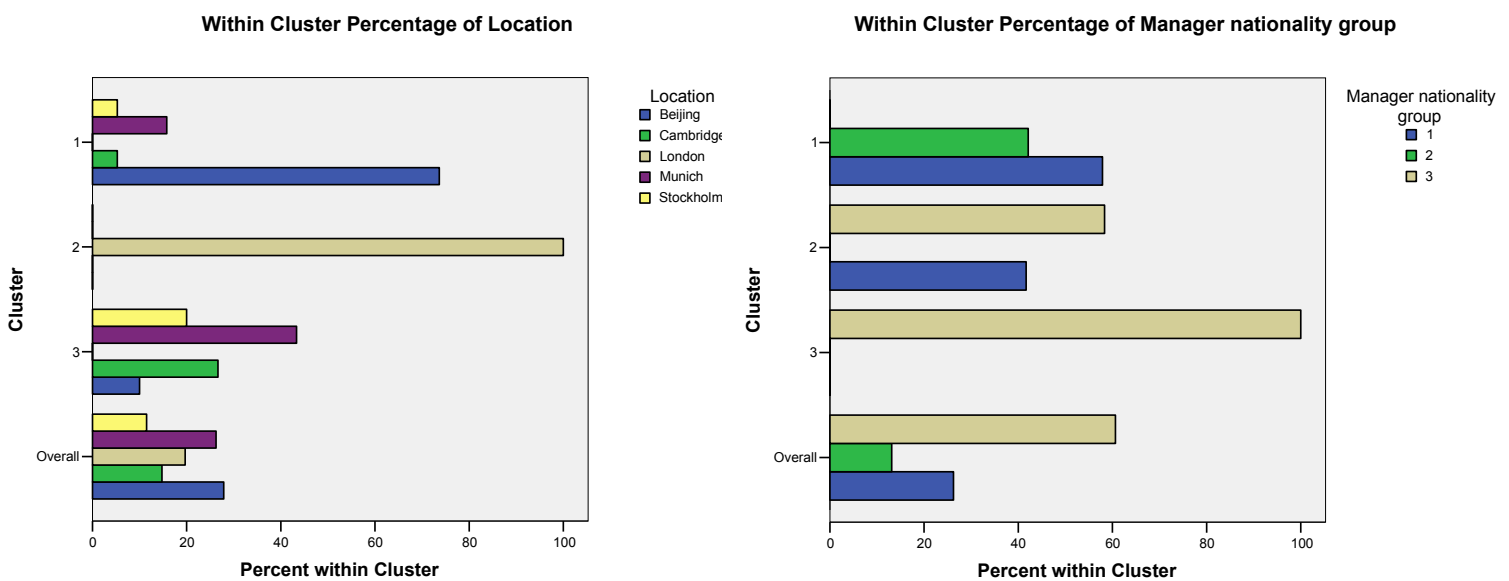 Within Cluster Percentage of Location
Cluster
1
2
3
Overall
0 20 40 60 80 100
Percent within Cluster
Location
Beijing
Cambridge
London
Munich
Stockholm
Within Cluster Percentage of Manager nationality group
Cluster
1
2
3
Overall
0 20 40 60 80 100
Percent within Cluster
Manager nationality
group
1
2
3